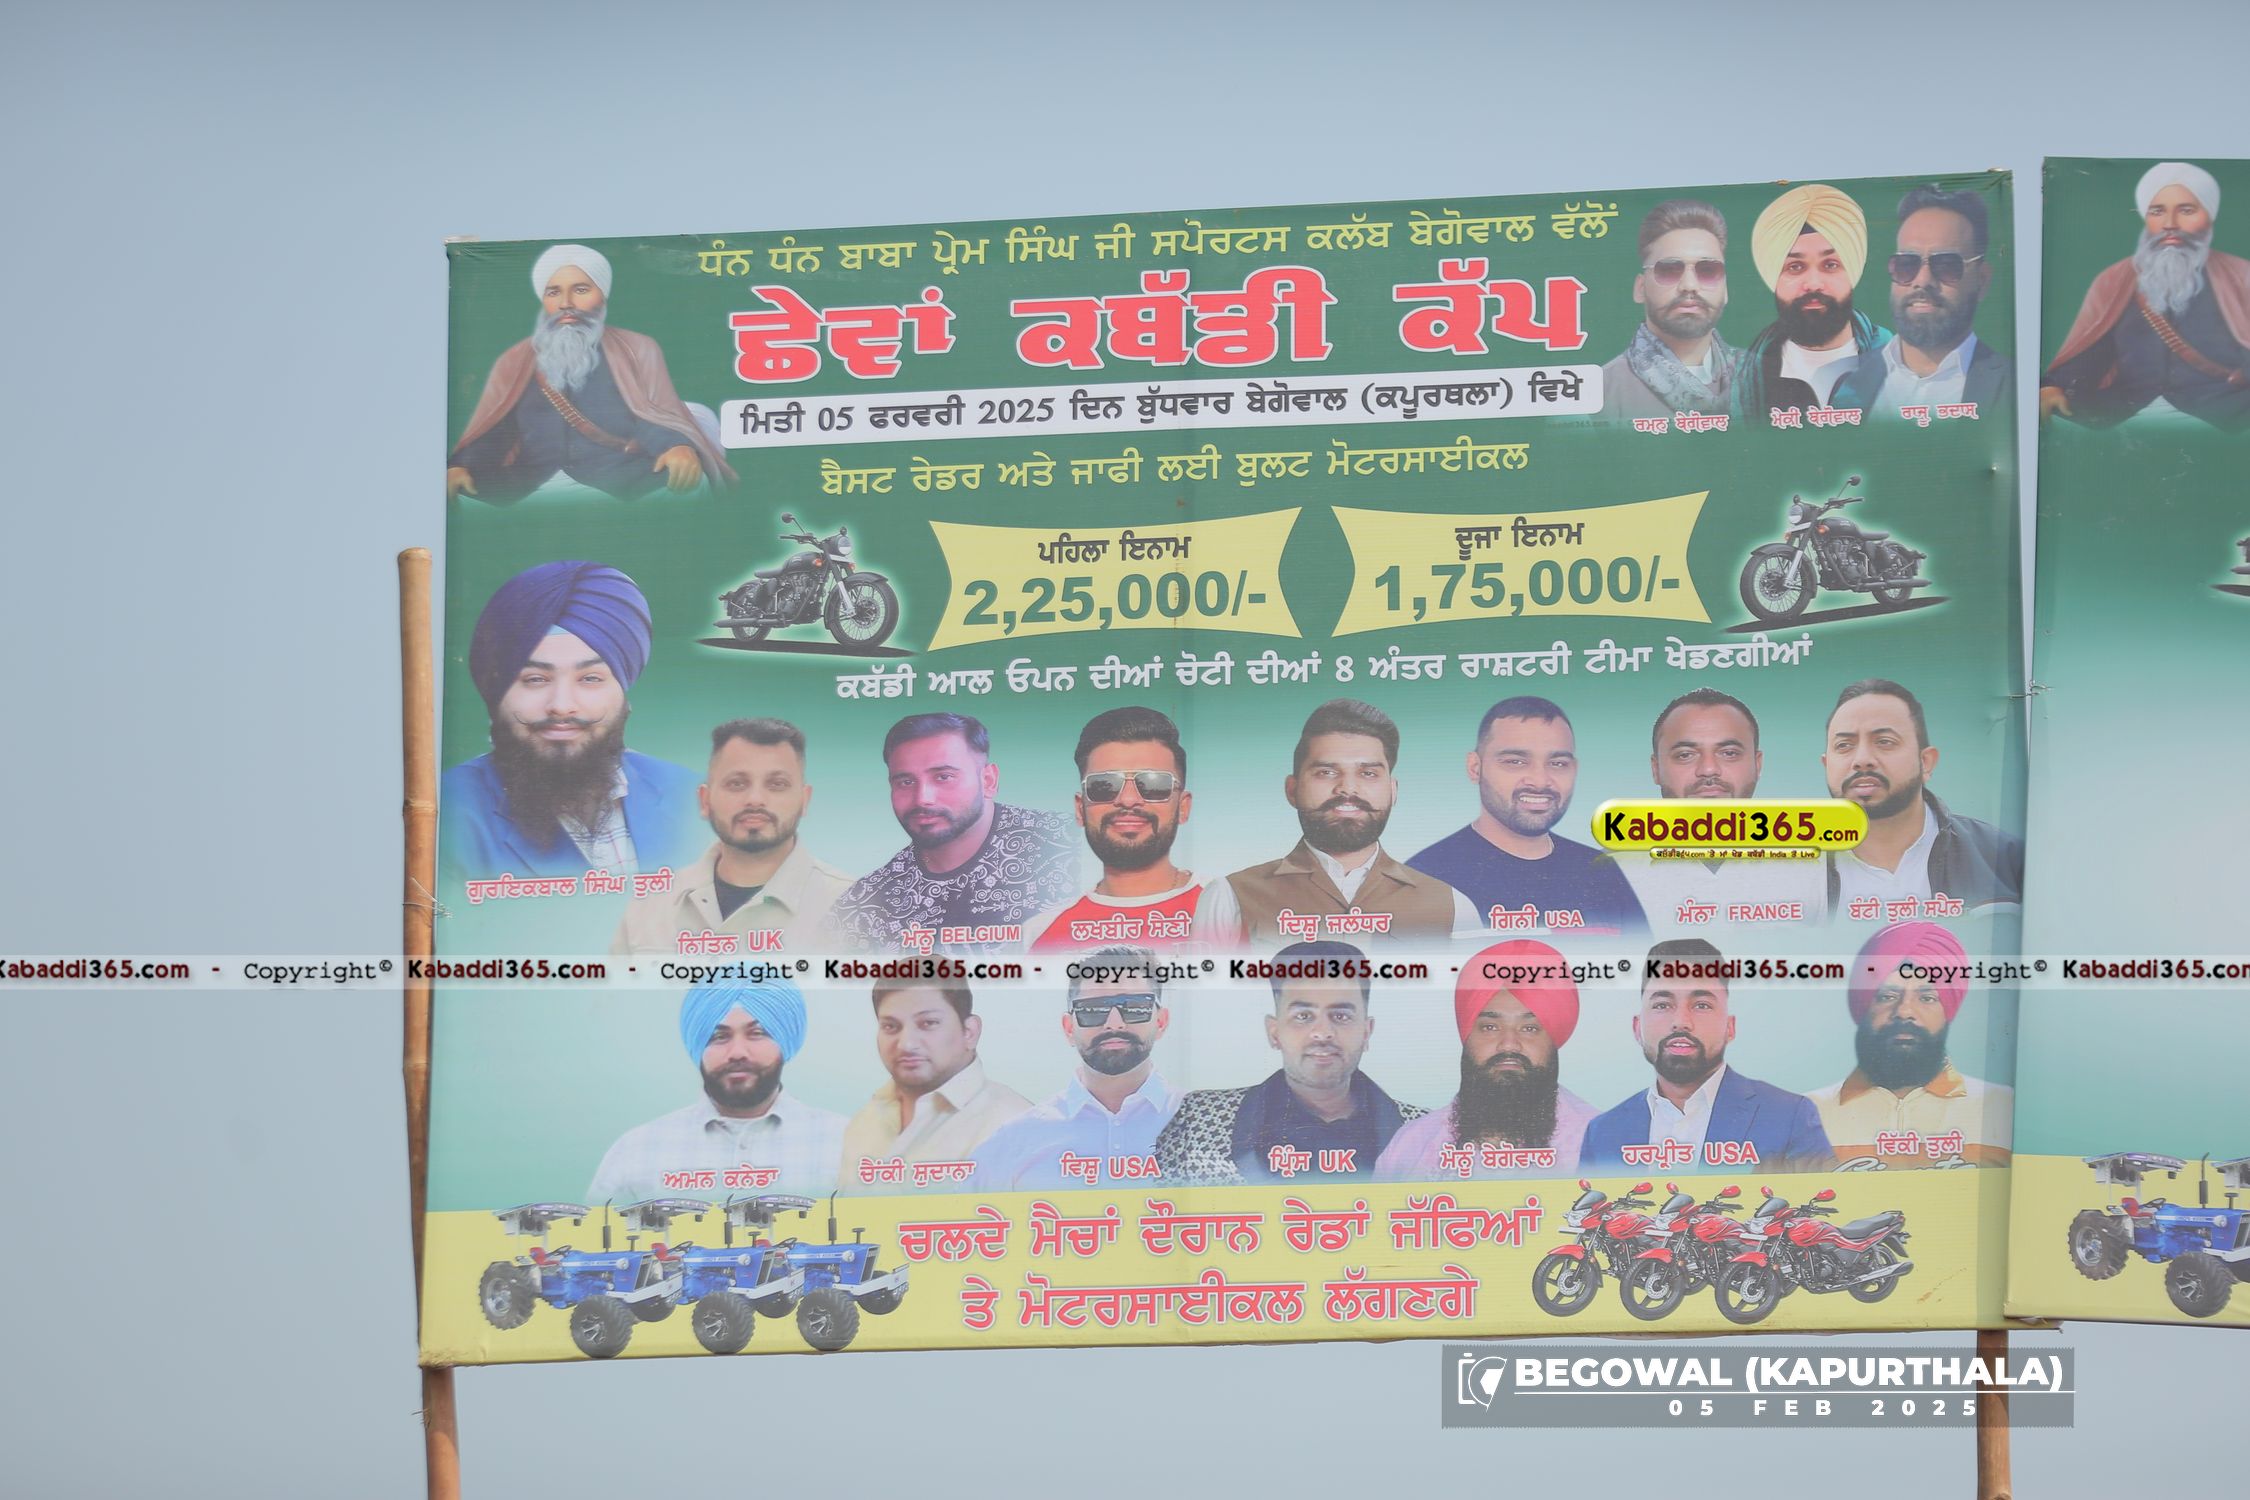 ਧੰਨ ਧੰਨ ਬਾਬਾ ਪ੍ਰੇਮ ਸਿੰਘ ਜੀ ਸਪੋਰਟਸ ਕਲੱਬ ਬੇਗੋਵਾਲ ਵੱਲੋਂ
ਛੇਵਾਂ ਕਬੱਡੀ ਕੱਪ
ਮਿਤੀ 05 ਫਰਵਰੀ 2025 ਦਿਨ ਬੁੱਧਵਾਰ ਬੇਗੋਵਾਲ (ਕਪੂਰਥਲਾ) ਵਿਖੇ
ਰਮਨ ਬੇਗੋਵਾਲ ਮੇਕੀ ਬੇਗੋਵਾਲ ਰਾਜੂ ਭਦਾਸ
ਬੈਸਟ ਰੇਡਰ ਅਤੇ ਜਾਫੀ ਲਈ ਬੁਲਟ ਮੋਟਰਸਾਈਕਲ
ਪਹਿਲਾ ਇਨਾਮ ਦੂਜਾ ਇਨਾਮ
2,25,000/- 1,75,000/-
ਕਬੱਡੀ ਆਲ ਓਪਨ ਦੀਆਂ ਚੋਟੀ ਦੀਆਂ 8 ਅੰਤਰ ਰਾਸ਼ਟਰੀ ਟੀਮਾ ਖੇਡਣਗੀਆਂ
Kabaddi365.com
ਗੁਰਇਕਬਾਲ ਸਿੰਘ ਤੁਲੀ
ਨਿਤਿਨ UK ਮੰਨੂ BELGIUM ਲਖਬੀਰ ਸੈਣੀ ਦਿਸ਼ੂ ਜਲੰਧਰ ਗਿਨੀ USA ਮੰਨਾ FRANCE ਬੰਟੀ ਤੁਲੀ ਸਪੈਨ
Kabaddi365.com - Copyright© Kabaddi365.com - Copyright© Kabaddi365.com - Copyright© Kabaddi365.com - Copyright© Kabaddi365.com - Copyright© Kabaddi365.com
ਅਮਨ ਕਨੇਡਾ ਚੈਂਕੀ ਸੁਦਾਨਾ ਵਿਸ਼ੂ USA ਪ੍ਰਿੰਸ UK ਮੋਨੂੰ ਬੇਗੋਵਾਲ ਹਰਪ੍ਰੀਤ USA ਵਿੱਕੀ ਤੁਲੀ
ਚਲਦੇ ਮੈਚਾਂ ਦੌਰਾਨ ਰੇਡਾਂ ਜੱਫਿਆਂ
ਤੇ ਮੋਟਰਸਾਈਕਲ ਲੱਗਣਗੇ
BEGOWAL (KAPURTHALA)
05 FEB 2025